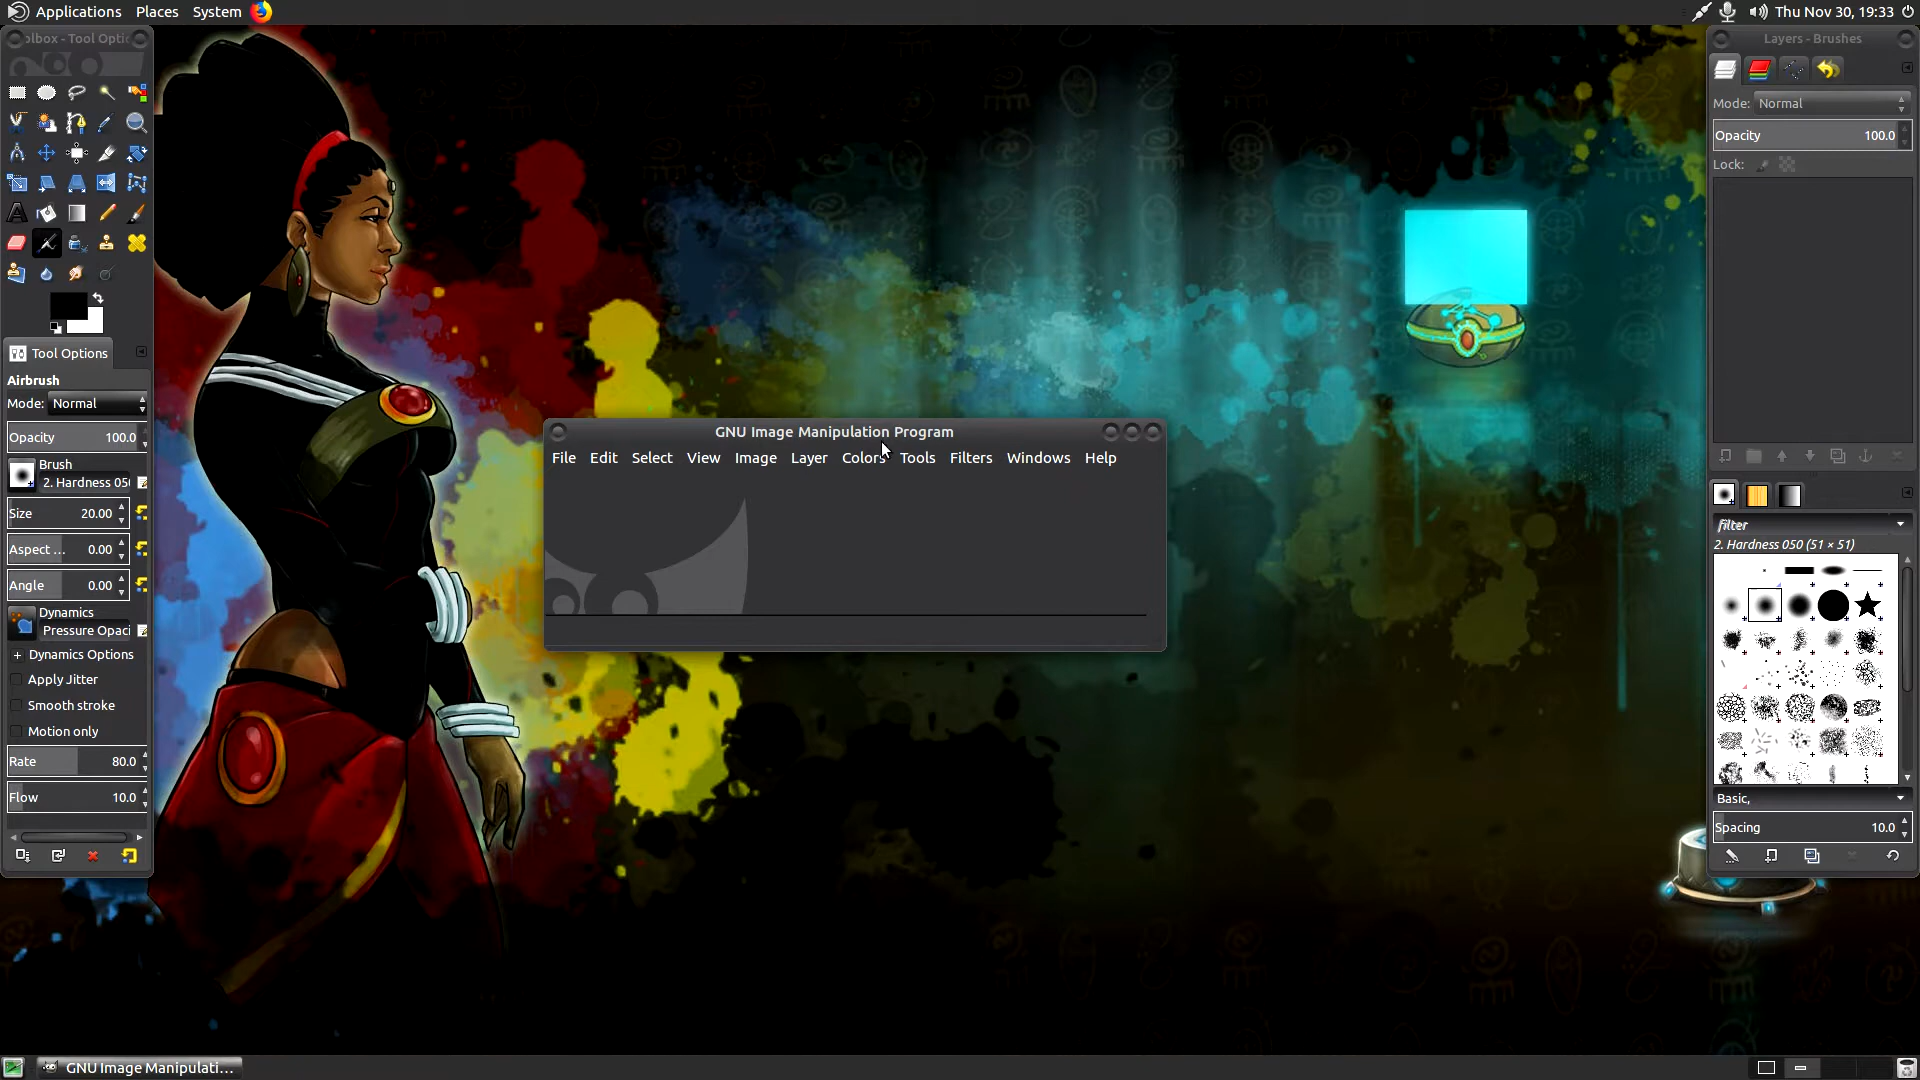 Applications Places System
Thu Nov 30, 19:33
olbox - Tool Optio
Tool Options
Airbrush
Mode: Normal
Opacity 100.0
Brush
2. Hardness 050
Size 20.00
Aspect ... 0.00
Angle 0.00
Dynamics
Pressure Opaci
Dynamics Options
Apply Jitter
Smooth stroke
Motion only
Rate 80.0
Flow 10.0
GNU Image Manipulation Program
File Edit Select View Image Layer Colors Tools Filters Windows Help
Layers - Brushes
Mode: Normal
Opacity 100.0
Lock:
filter
2. Hardness 050 (51 × 51)
Basic,
Spacing 10.0
GNU Image Manipulati...